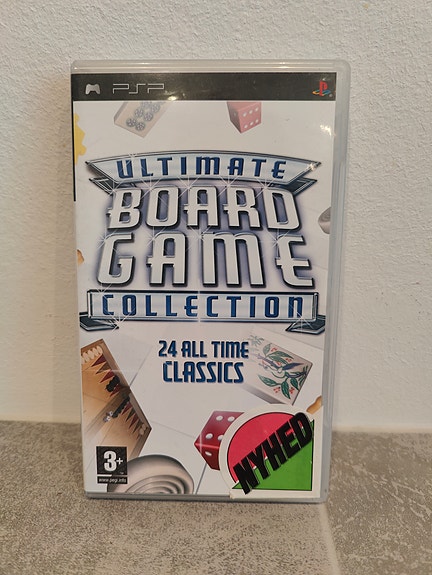 PSP
ULTIMATE
BOARD
GAME
COLLECTION
24 ALL TIME
CLASSICS
NYHED
3+
www.pegi.info